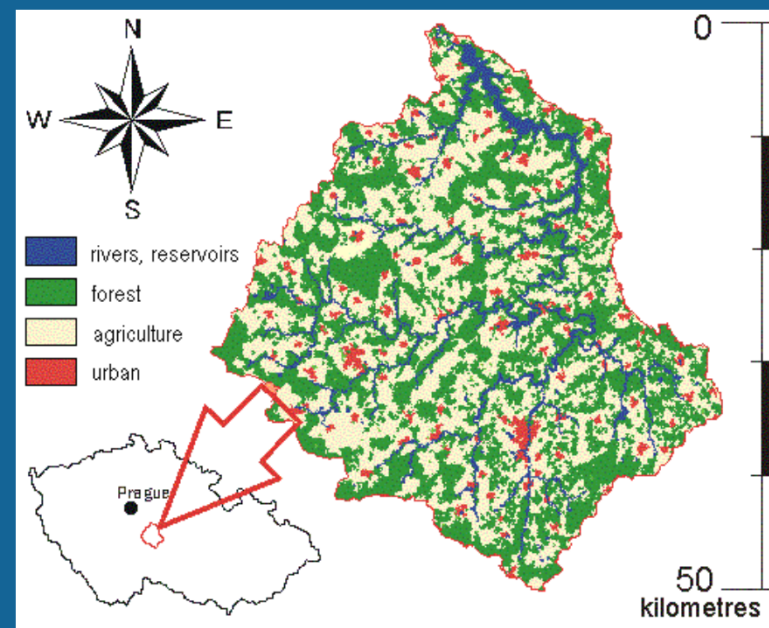 N
W E
S
rivers, reservoirs
forest
agriculture
urban
Prague
0
50
kilometres